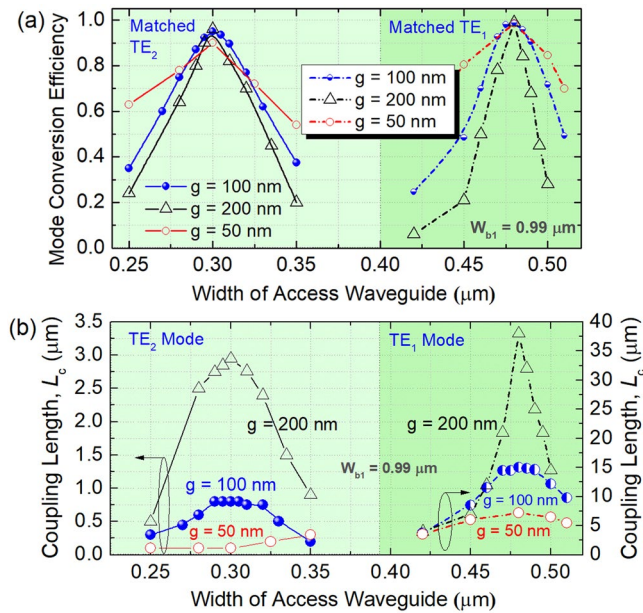 (a)
Matched TE2
Matched TE1
g = 100 nm
g = 200 nm
g = 50 nm
g = 100 nm
g = 200 nm
g = 50 nm
Wb1 = 0.99 μm
Mode Conversion Efficiency
1.0
0.8
0.6
0.4
0.2
0.0
0.25 0.30 0.35 0.40 0.45 0.50
Width of Access Waveguide (μm)
(b)
TE2 Mode
TE1 Mode
g = 200 nm
g = 200 nm
Wb1 = 0.99 μm
g = 100 nm
g = 100 nm
g = 50 nm
g = 50 nm
Coupling Length, Lc (μm)
3.5
3.0
2.5
2.0
1.5
1.0
0.5
0.0
40
35
30
25
20
15
10
5
0
Coupling Length, Lc (μm)
0.25 0.30 0.35 0.40 0.45 0.50
Width of Access Waveguide (μm)